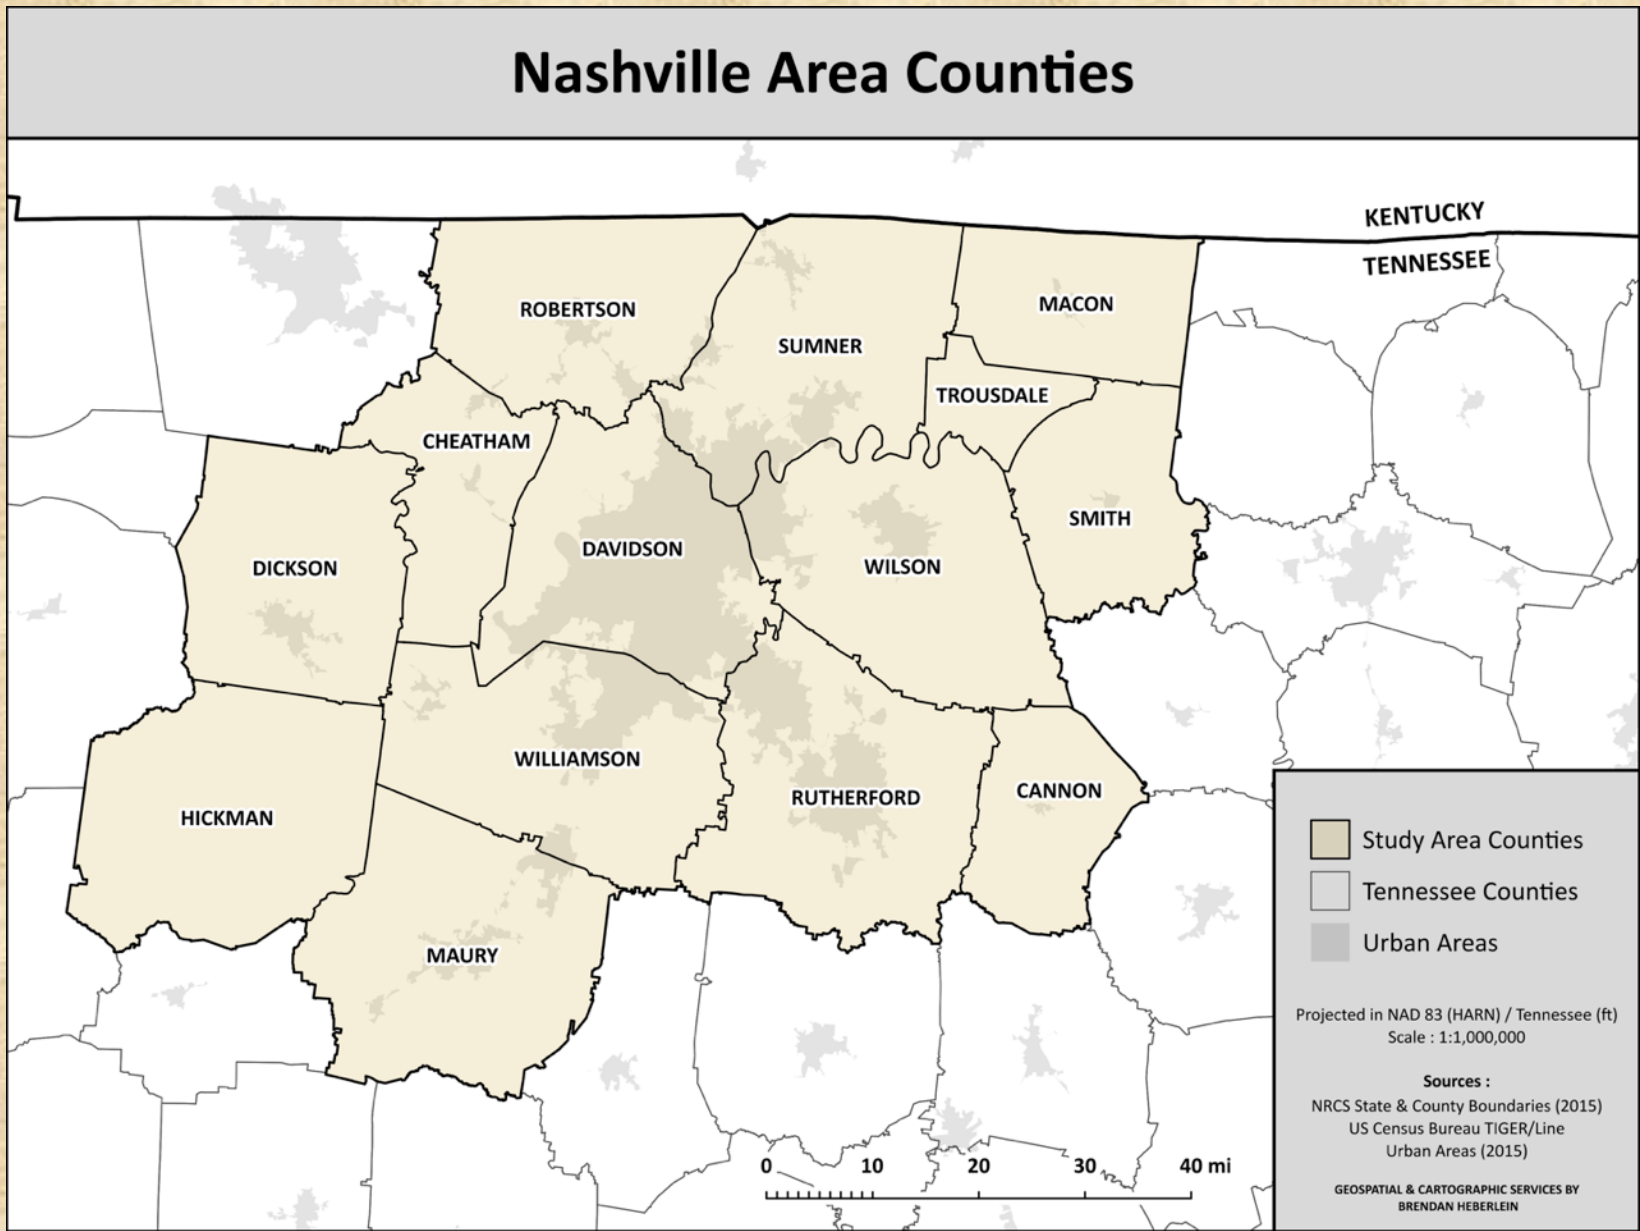 Nashville Area Counties
KENTUCKY
TENNESSEE
ROBERTSON
MACON
SUMNER
TROUSDALE
CHEATHAM
SMITH
DAVIDSON
DICKSON
WILSON
WILLIAMSON
RUTHERFORD
CANNON
HICKMAN
MAURY
Study Area Counties
Tennessee Counties
Urban Areas
Projected in NAD 83 (HARN) / Tennessee (ft)
Scale : 1:1,000,000
Sources :
NRCS State & County Boundaries (2015)
US Census Bureau TIGER/Line
Urban Areas (2015)
GEOSPATIAL & CARTOGRAPHIC SERVICES BY
BRENDAN HEBERLEIN
0 10 20 30 40 mi